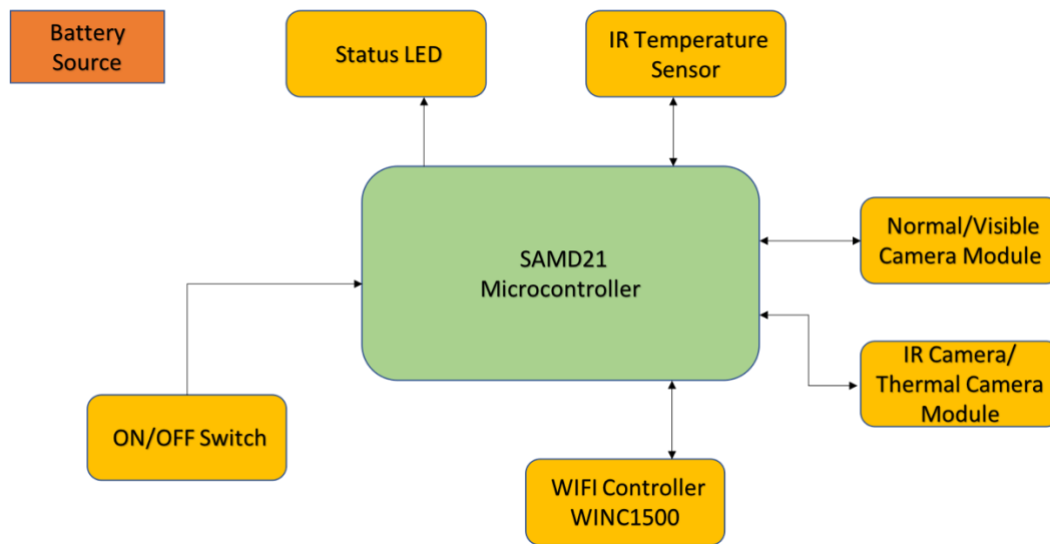 Battery
Source
Status LED
IR Temperature
Sensor
SAMD21
Microcontroller
Normal/Visible
Camera Module
IR Camera/
Thermal Camera
Module
ON/OFF Switch
WIFI Controller
WINC1500